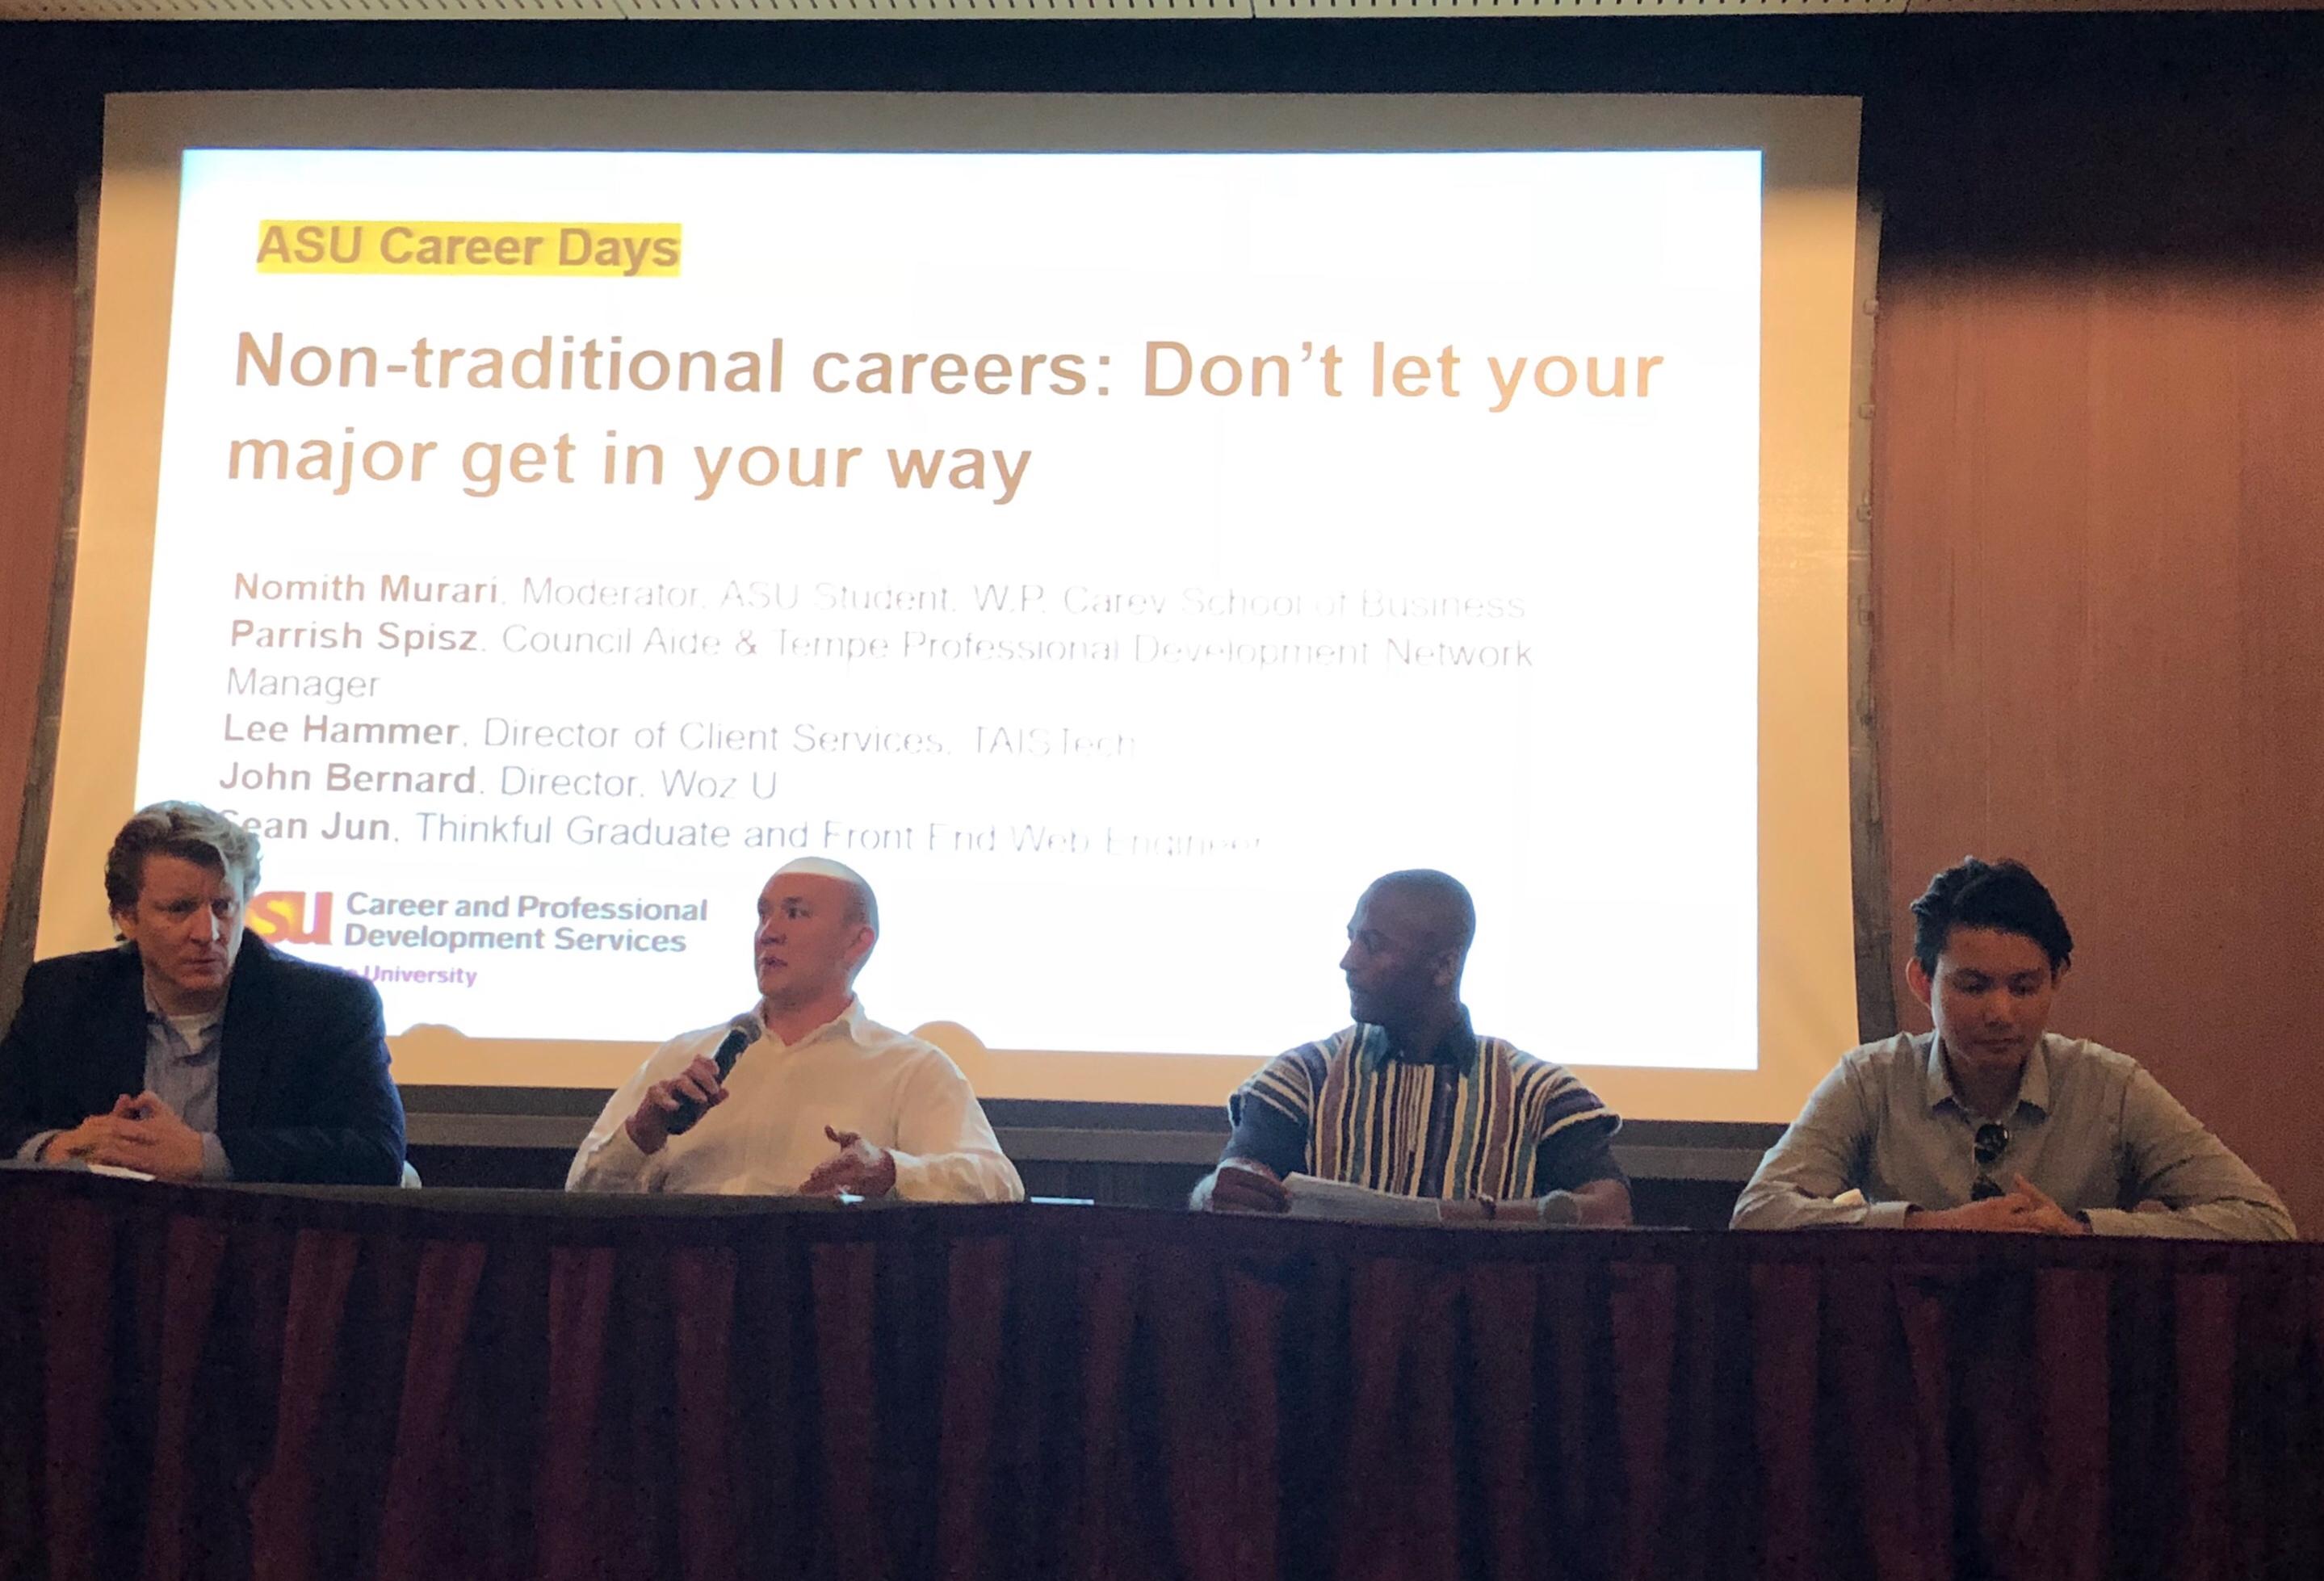 ASU Career Days
Non-traditional careers: Don't let your
major get in your way
Nomith Murari, Moderator, ASU Student, W.P. Carey School of Business
Parrish Spisz, Council Aide & Tempe Professional Development Network
Manager
Lee Hammer, Director of Client Services, TAISTech
John Bernard, Director, Woz U
Sean Jun, Thinkful Graduate and Front End Web Engineer
SU Career and Professional
Development Services
University